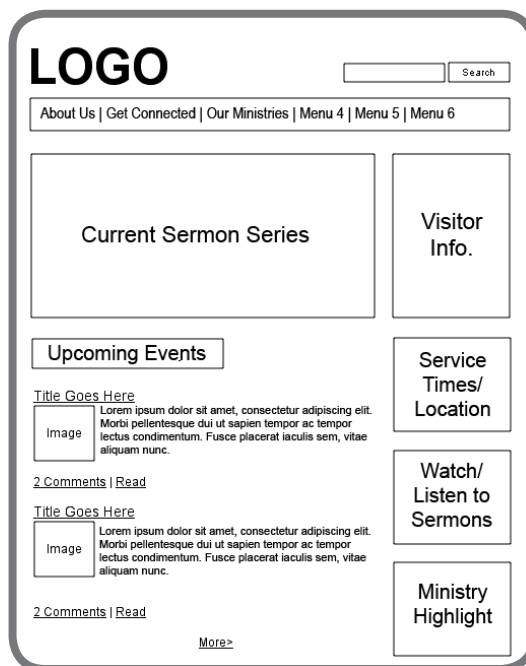 LOGO
Search
About Us | Get Connected | Our Ministries | Menu 4 | Menu 5 | Menu 6
Current Sermon Series
Visitor
Info.
Upcoming Events
Title Goes Here
Image
Lorem ipsum dolor sit amet, consectetur adipiscing elit.
Morbi pellentesque dui ut sapien tempor ac tempor
lectus condimentum. Fusce placerat iaculis sem, vitae
aliquam nunc.
2 Comments | Read
Title Goes Here
Image
Lorem ipsum dolor sit amet, consectetur adipiscing elit.
Morbi pellentesque dui ut sapien tempor ac tempor
lectus condimentum. Fusce placerat iaculis sem, vitae
aliquam nunc.
2 Comments | Read
More>
Service
Times/
Location
Watch/
Listen to
Sermons
Ministry
Highlight